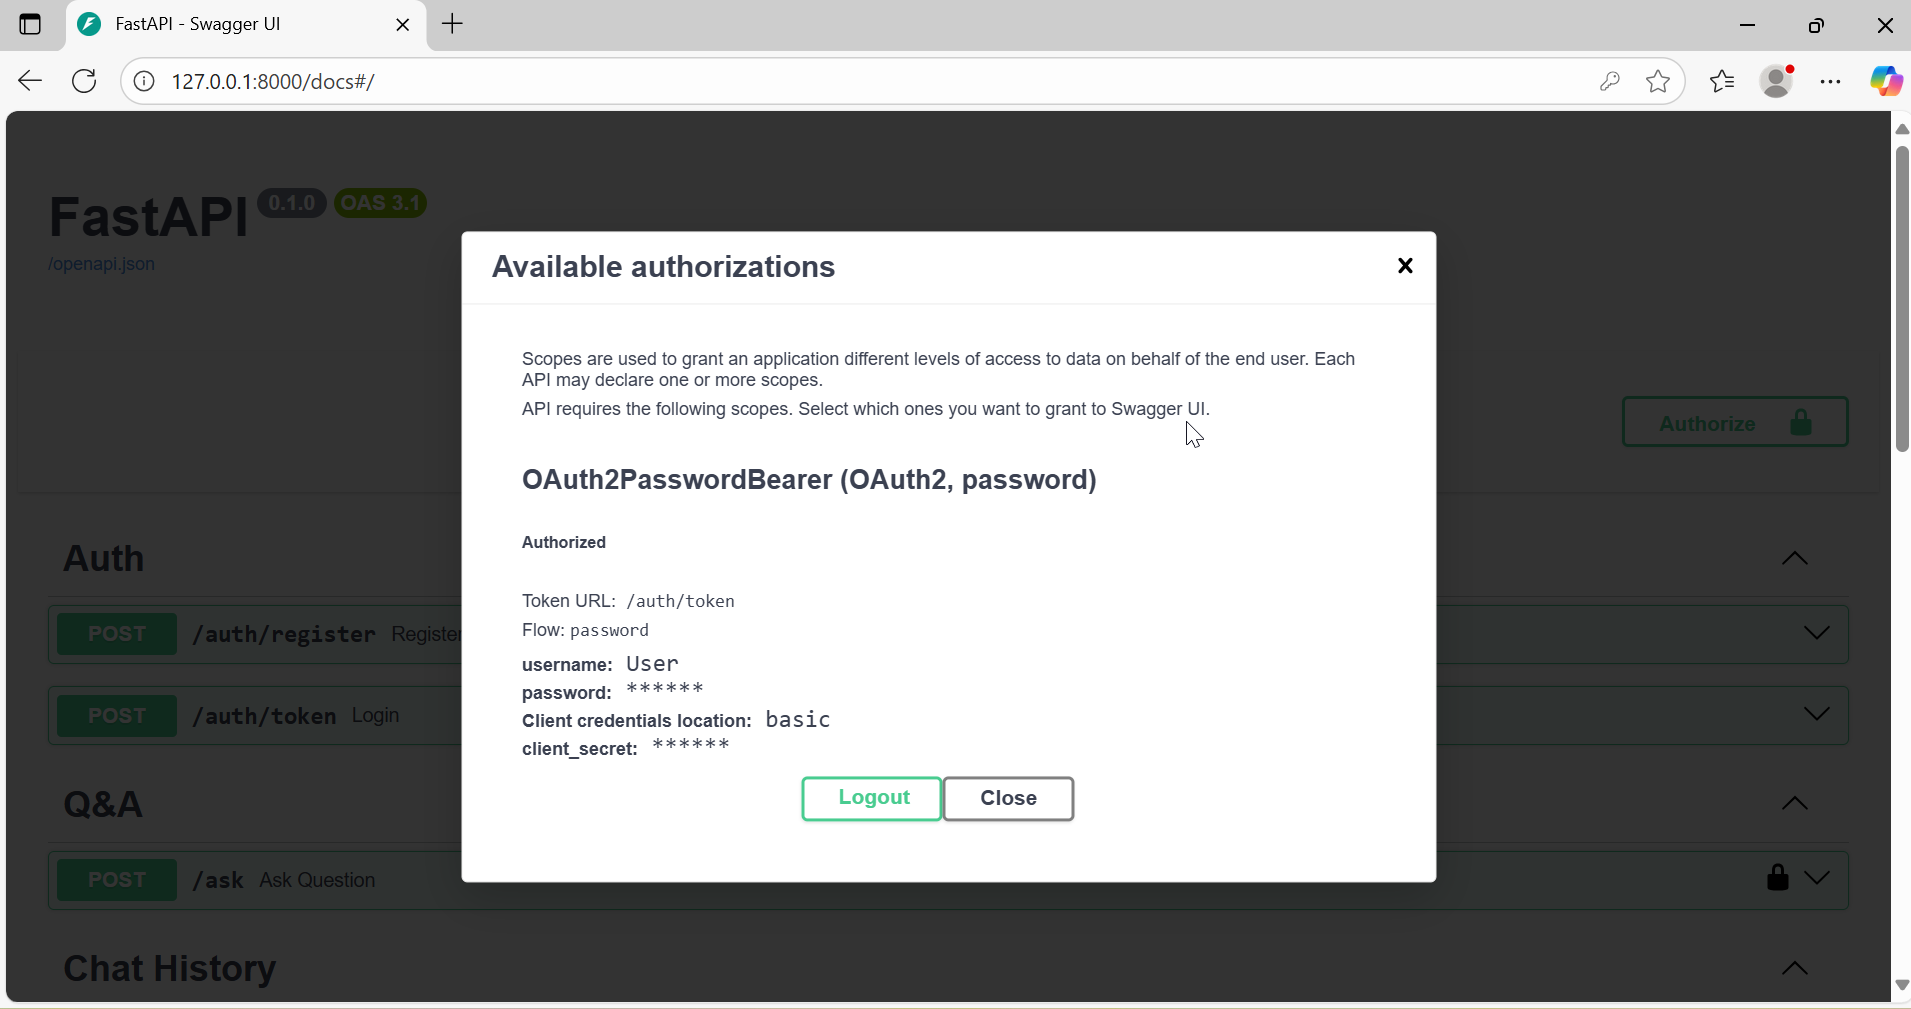 FastAPI - Swagger UI
127.0.0.1:8000/docs#/
FastAPI 0.1.0 OAS 3.1
/openapi.json
Available authorizations
Scopes are used to grant an application different levels of access to data on behalf of the end user. Each
API may declare one or more scopes.
API requires the following scopes. Select which ones you want to grant to Swagger UI.
Authorize
OAuth2PasswordBearer (OAuth2, password)
Authorized
Token URL: /auth/token
Flow: password
username: User
password: ******
Client credentials location: basic
client_secret: ******
Logout Close
Auth
POST /auth/register Register
POST /auth/token Login
Q&A
POST /ask Ask Question
Chat History